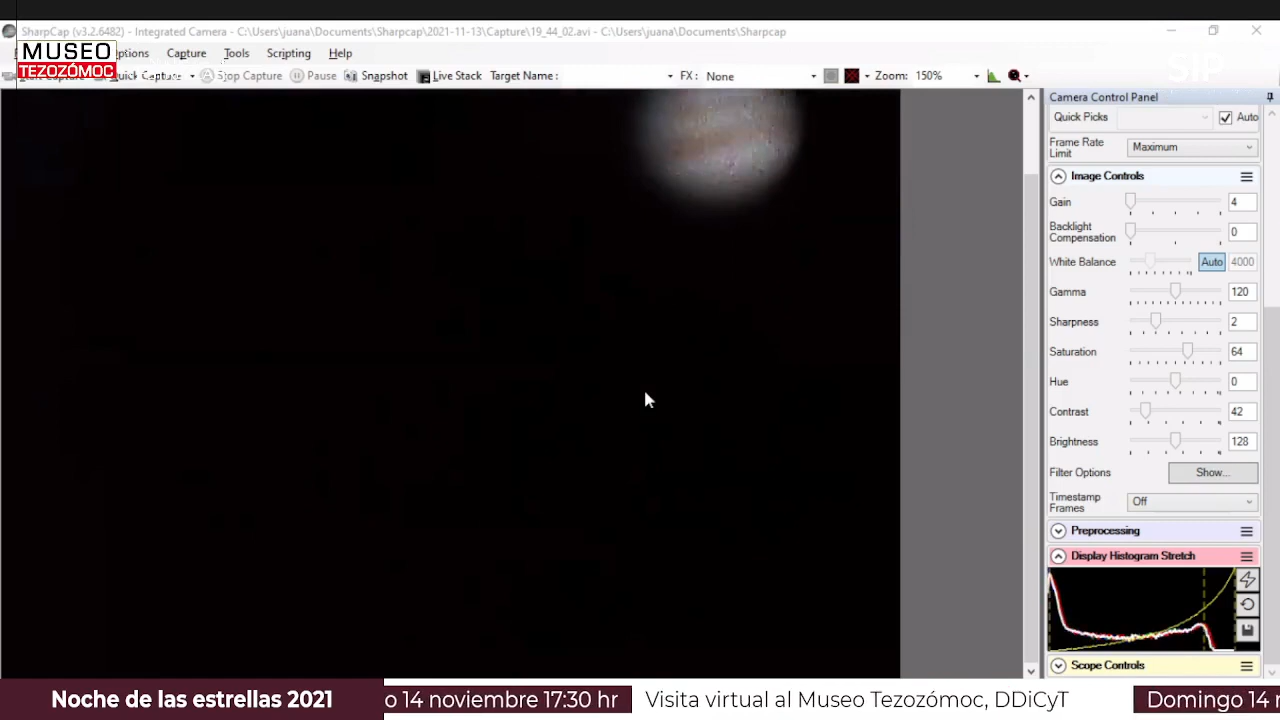 SharpCap (v3.2.6482) - Integrated Camera - C:\Users\juana\Documents\Sharpcap\2021-11-13\Capture\19_44_02.avi - C:\Users\juana\Documents\Sharpcap
MUSEO
TEZOZÓMOC
Capture Tools Scripting Help
SIP
Stop Capture Pause Snapshot Live Stack Target Name : FX : None Zoom: 150%
Camera Control Panel
Quick Picks Auto
Frame Rate Limit Maximum
Image Controls
Gain 4
Backlight Compensation 0
White Balance Auto 4000
Gamma 120
Sharpness 2
Saturation 64
Hue 0
Contrast 42
Brightness 128
Filter Options Show...
Timestamp Frames Off
Preprocessing
Display Histogram Stretch
Scope Controls
Noche de las estrellas 2021 o 14 noviembre 17:30 hr Visita virtual al Museo Tezozómoc, DDiCyT Domingo 14